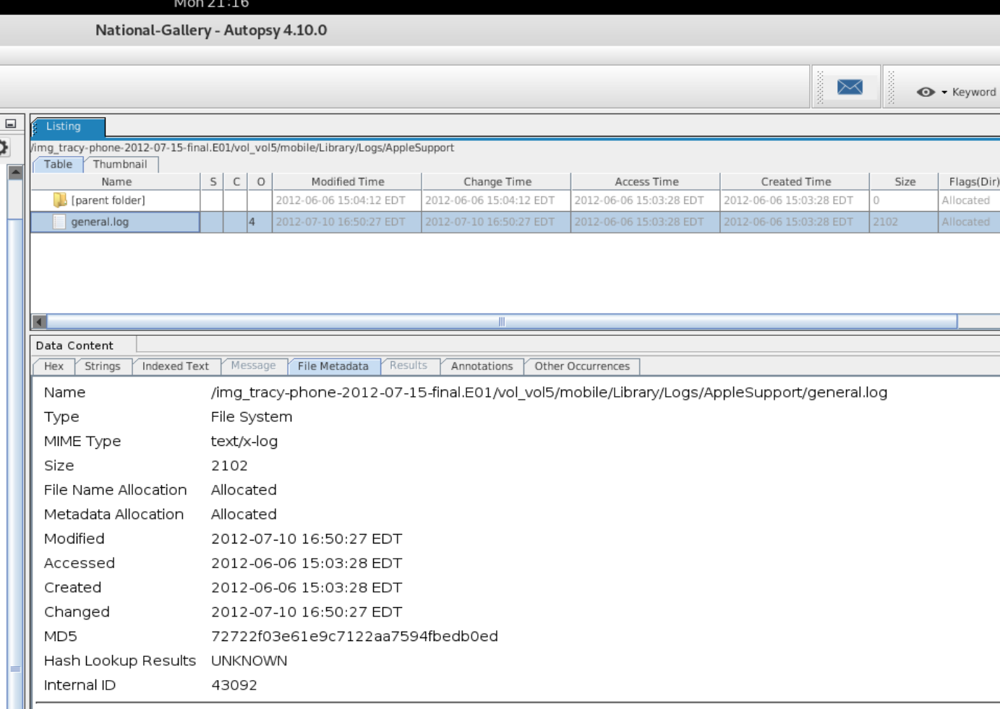 Mon 21:16
National-Gallery - Autopsy 4.10.0
Keyword
Listing
/img_tracy-phone-2012-07-15-final.E01/vol_vol5/mobile/Library/Logs/AppleSupport
Table Thumbnail
Name S C O Modified Time Change Time Access Time Created Time Size Flags(Dir)
[parent folder] 2012-06-06 15:04:12 EDT 2012-06-06 15:04:12 EDT 2012-06-06 15:03:28 EDT 2012-06-06 15:03:28 EDT 0 Allocated
general.log 4 2012-07-10 16:50:27 EDT 2012-07-10 16:50:27 EDT 2012-06-06 15:03:28 EDT 2012-06-06 15:03:28 EDT 2102 Allocated
Data Content
Hex Strings Indexed Text Message File Metadata Results Annotations Other Occurrences
Name /img_tracy-phone-2012-07-15-final.E01/vol_vol5/mobile/Library/Logs/AppleSupport/general.log
Type File System
MIME Type text/x-log
Size 2102
File Name Allocation Allocated
Metadata Allocation Allocated
Modified 2012-07-10 16:50:27 EDT
Accessed 2012-06-06 15:03:28 EDT
Created 2012-06-06 15:03:28 EDT
Changed 2012-07-10 16:50:27 EDT
MD5 72722f03e61e9c7122aa7594fbedb0ed
Hash Lookup Results UNKNOWN
Internal ID 43092